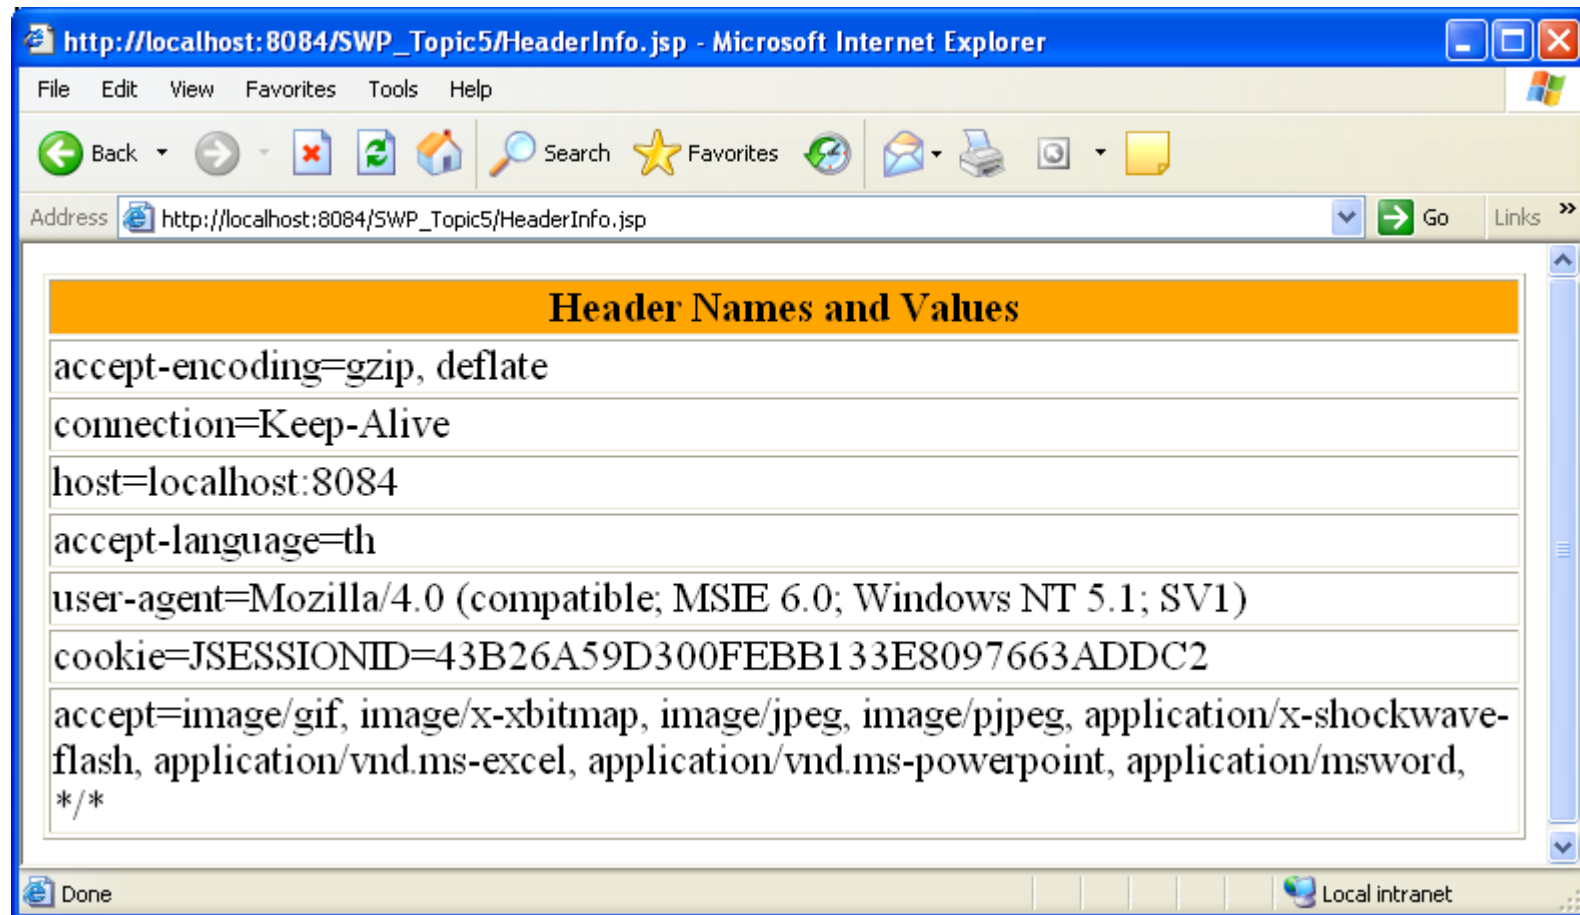 http://localhost:8084/SWP_Topic5/HeaderInfo.jsp - Microsoft Internet Explorer
File Edit View Favorites Tools Help
Back Search Favorites
Address http://localhost:8084/SWP_Topic5/HeaderInfo.jsp Go Links »
Header Names and Values
accept-encoding=gzip, deflate
connection=Keep-Alive
host=localhost:8084
accept-language=th
user-agent=Mozilla/4.0 (compatible; MSIE 6.0; Windows NT 5.1; SV1)
cookie=JSESSIONID=43B26A59D300FEBB133E8097663ADDC2
accept=image/gif, image/x-xbitmap, image/jpeg, image/pjpeg, application/x-shockwave-
flash, application/vnd.ms-excel, application/vnd.ms-powerpoint, application/msword,
*/*
Done Local intranet